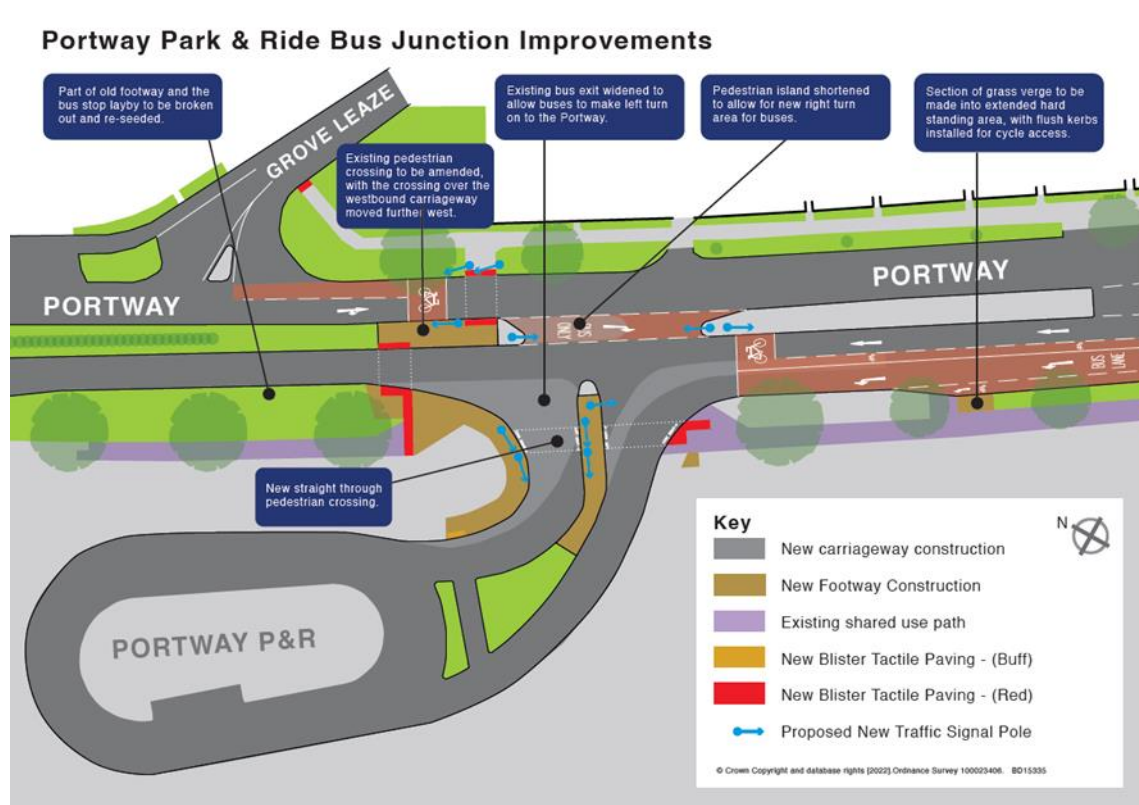 Portway Park & Ride Bus Junction Improvements
Part of old footway and the
bus stop layby to be broken
out and re-seeded.
Existing bus exit widened to
allow buses to make left turn
on to the Portway.
Pedestrian island shortened
to allow for new right turn
area for buses.
Section of grass verge to be
made into extended hard
standing area, with flush kerbs
installed for cycle access.
GROVE LEAZE
Existing pedestrian
crossing to be amended,
with the crossing over the
westbound carriageway
moved further west.
PORTWAY
PORTWAY
BUS
ONLY
BUS
LANE
New straight through
pedestrian crossing.
PORTWAY P&R
Key
N
New carriageway construction
New Footway Construction
Existing shared use path
New Blister Tactile Paving - (Buff)
New Blister Tactile Paving - (Red)
Proposed New Traffic Signal Pole
© Crown Copyright and database rights [2022] Ordnance Survey 100023406. BD15335